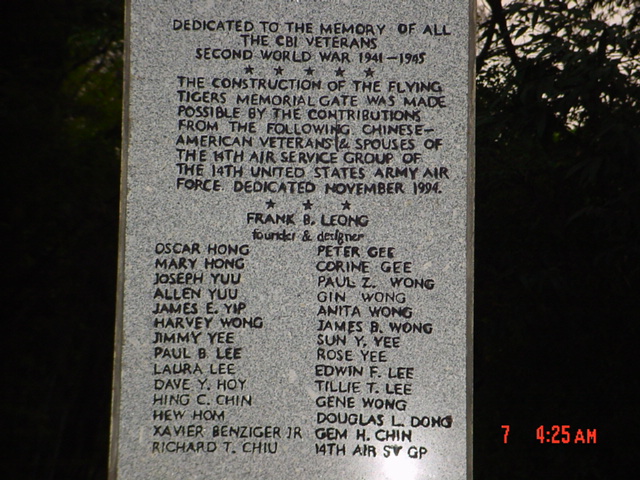 DEDICATED TO THE MEMORY OF ALL
THE CBI VETERANS
SECOND WORLD WAR 1941-1945
★ ★ ★ ★ ★
THE CONSTRUCTION OF THE FLYING
TIGERS MEMORIAL GATE WAS MADE
POSSIBLE BY THE CONTRIBUTIONS
FROM THE FOLLOWING CHINESE-
AMERICAN VETERANS & SPOUSES OF
THE 14TH AIR SERVICE GROUP OF
THE 14TH UNITED STATES ARMY AIR
FORCE. DEDICATED NOVEMBER 1994.
★ ★ ★
FRANK B. LEONG
founder & designer
OSCAR HONG
MARY HONG
JOSEPH YUU
ALLEN YUU
JAMES E. YIP
HARVEY WONG
JIMMY YEE
PAUL B. LEE
LAURA LEE
DAVE Y. HOY
HING C. CHIN
HEW HOM
XAVIER BENZIGER JR
RICHARD T. CHIU
PETER GEE
CORINE GEE
PAUL Z. WONG
GIN WONG
ANITA WONG
JAMES B. WONG
SUN Y. YEE
ROSE YEE
EDWIN F. LEE
TILLIE T. LEE
GENE WONG
DOUGLAS L. DONG
GEM H. CHIN
14TH AIR SV GP
7 4:25AM